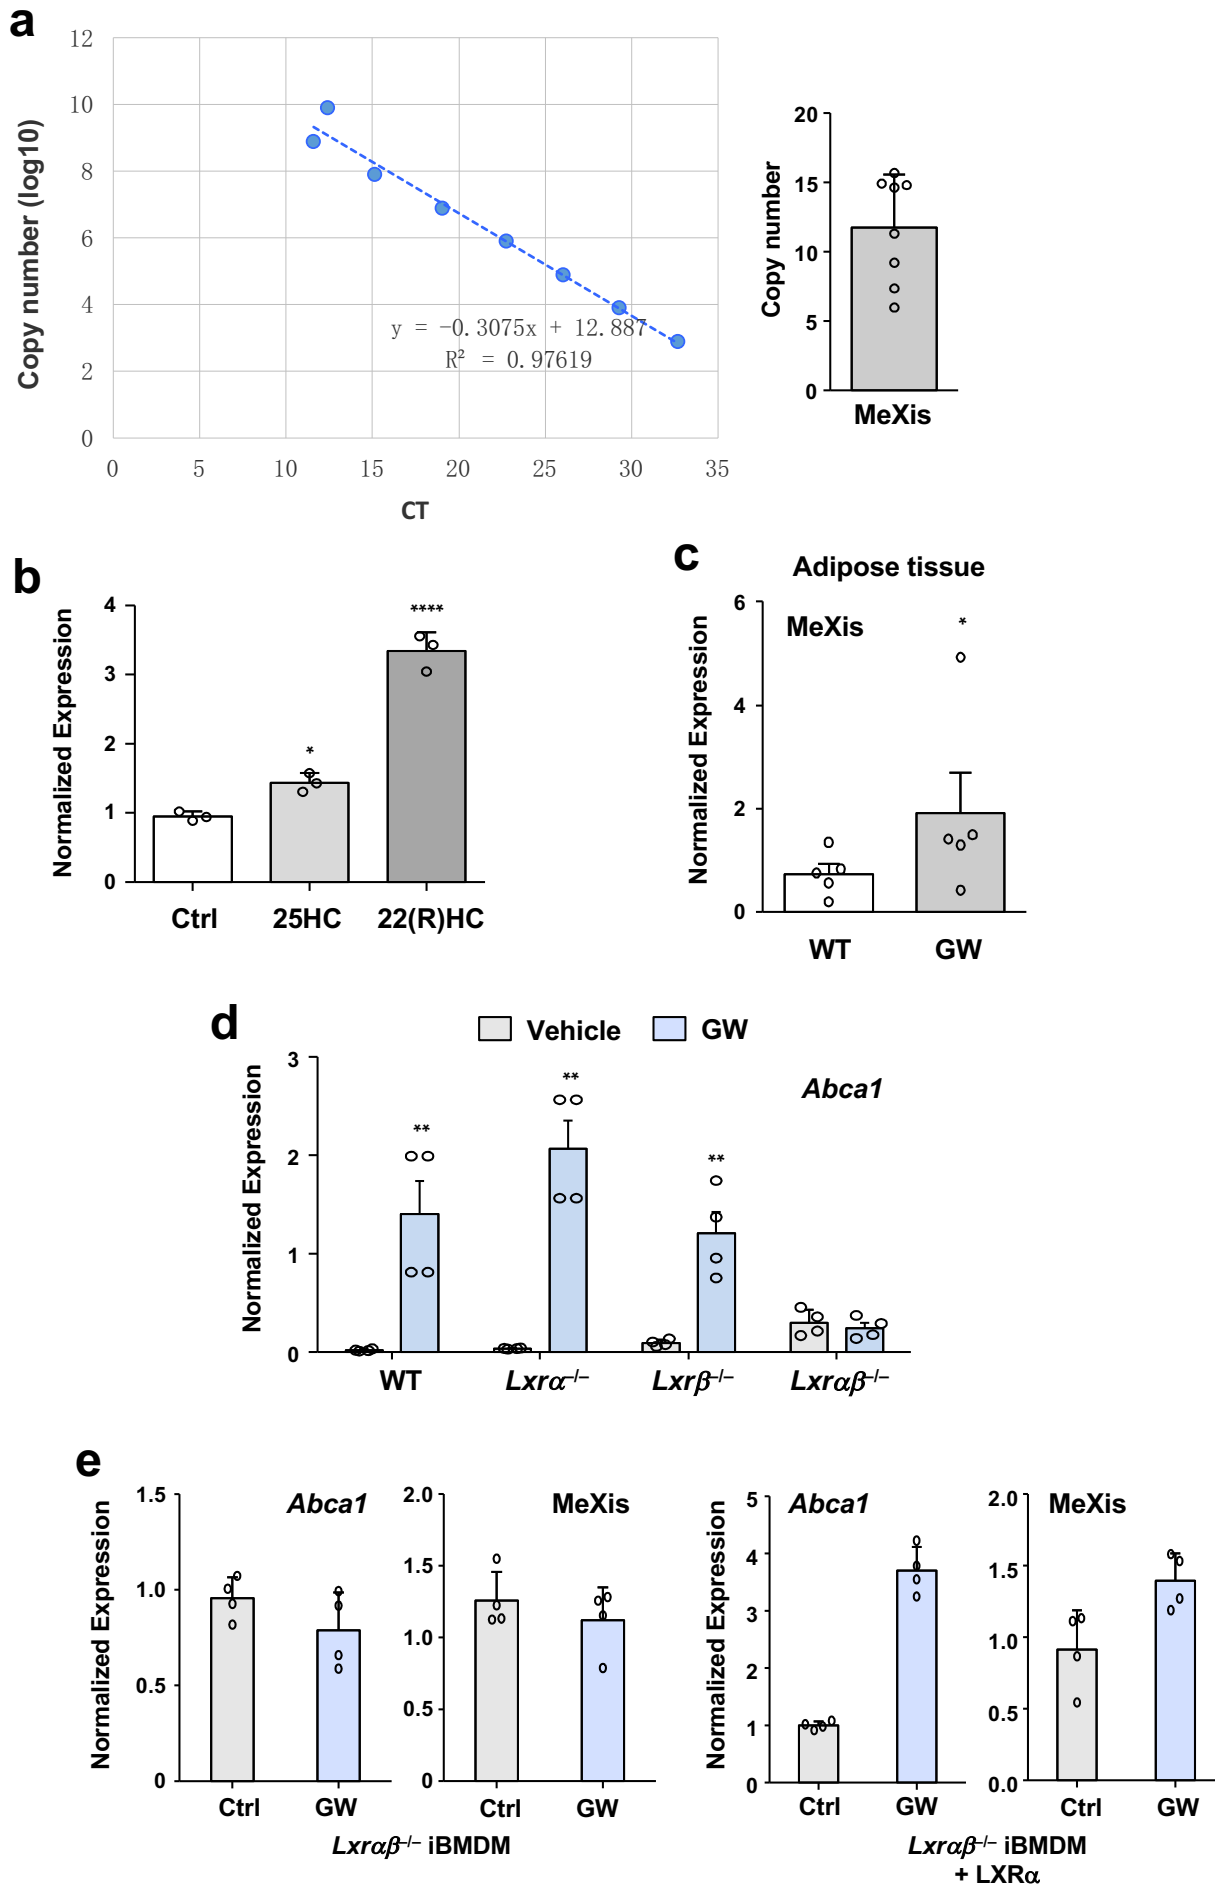 a
12
10
8
6
4
2
0
Copy number (log10)
y = -0.3075x + 12.887
R² = 0.97619
0 5 10 15 20 25 30 35
CT
20
15
10
5
0
Copy number
MeXis
b
4
3
2
1
0
Normalized Expression
* ****
Ctrl 25HC 22(R)HC
c
Adipose tissue
MeXis
6
4
2
0
Normalized Expression
*
WT GW
d
Vehicle GW
Abca1
3
2
1
0
Normalized Expression
** ** **
WT Lxrα–/– Lxrβ–/– Lxrαβ–/–
e
Abca1
1.5
1.0
0.5
0
Normalized Expression
Ctrl GW
MeXis
2.0
1.5
1.0
0.5
0
Ctrl GW
Lxrαβ–/– iBMDM
Abca1
5
4
3
2
1
0
Normalized Expression
Ctrl GW
MeXis
2.0
1.5
1.0
0.5
0.0
Ctrl GW
Lxrαβ–/– iBMDM
+ LXRα